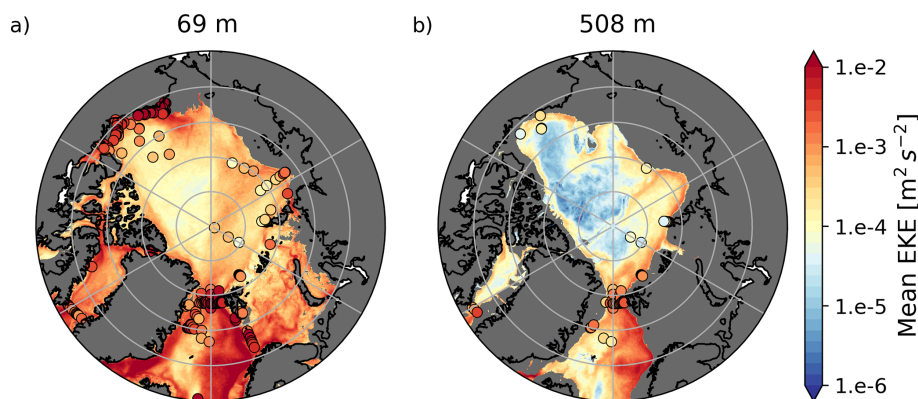 a) 69 m
b) 508 m
1.e-2
1.e-3
1.e-4
1.e-5
1.e-6
Mean EKE [m² s⁻²]